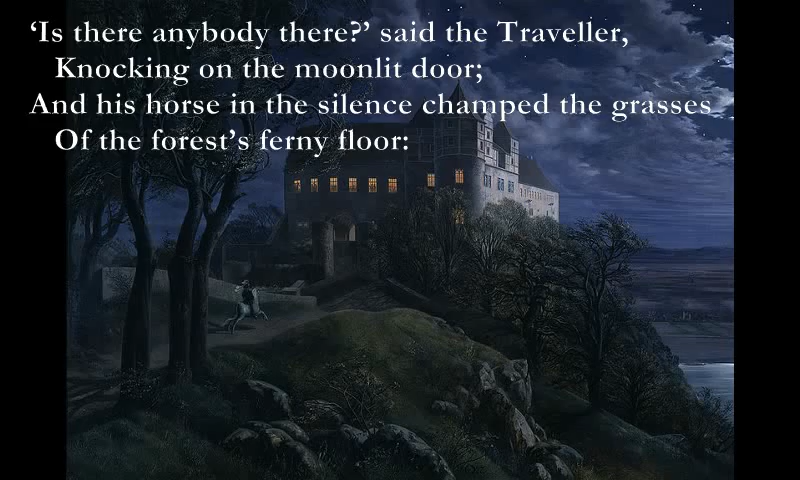 ‘Is there anybody there?’ said the Traveller,
Knocking on the moonlit door;
And his horse in the silence champed the grasses
Of the forest’s ferny floor: